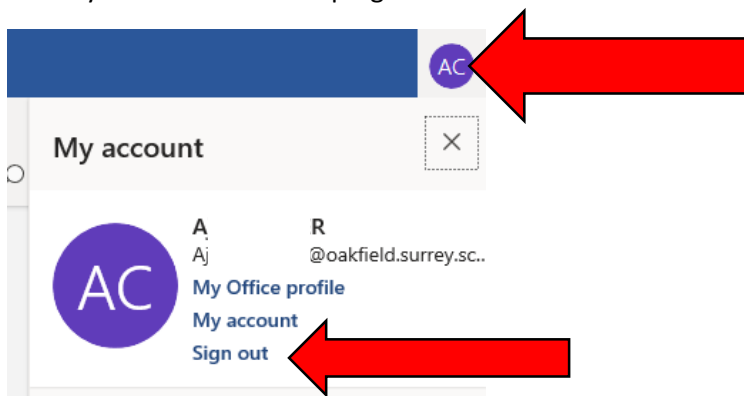 AC
My account
A R
Aj @oakfield.surrey.sc..
AC
My Office profile
My account
Sign out